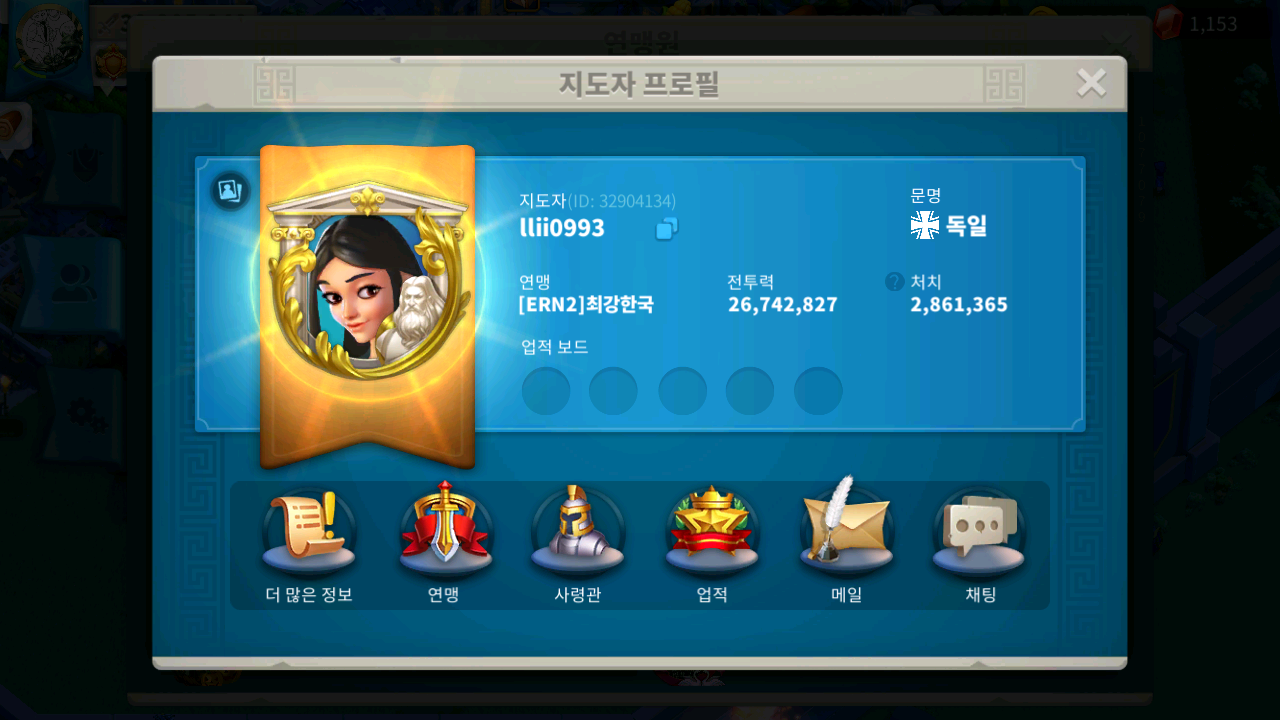 연맹원
1,153
지도자 프로필
지도자(ID: 32904134)
llii0993
문명
독일
연맹
[ERN2]최강한국
전투력
26,742,827
? 처치
2,861,365
업적 보드
더 많은 정보
연맹
사령관
업적
메일
채팅